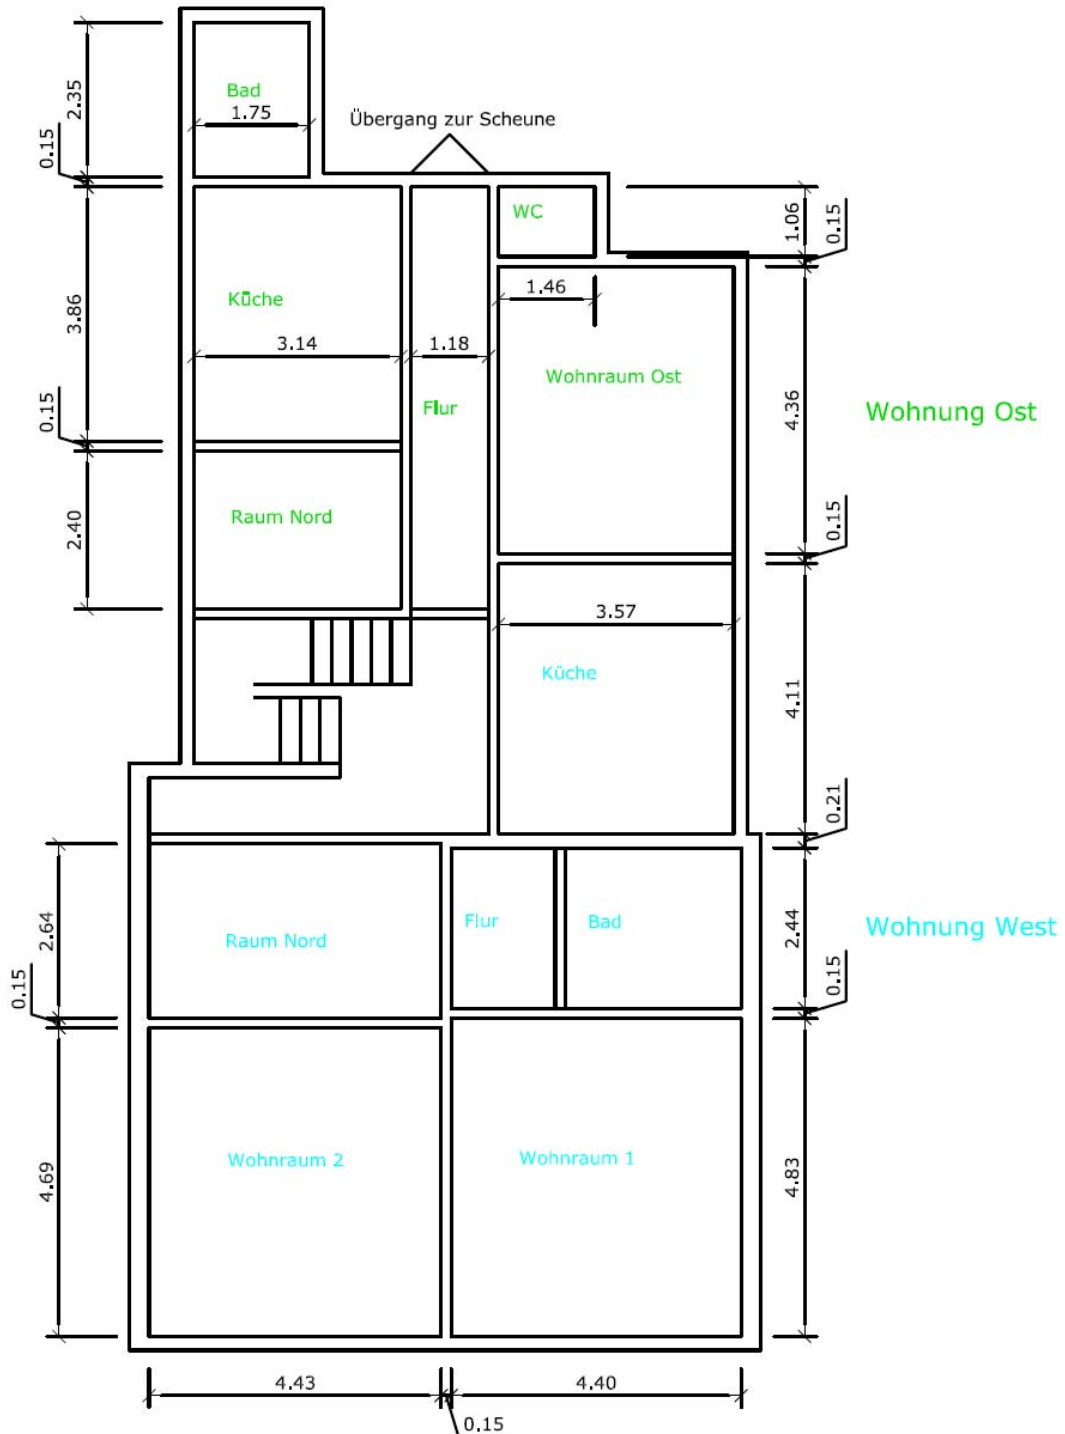 Bad
1.75
2.35
0.15
Übergang zur Scheune
WC
1.06
0.15
Küche
3.86
3.14
1.18
1.46
Wohnraum Ost
Flur
4.36
Wohnung Ost
0.15
Raum Nord
2.40
0.15
3.57
Küche
4.11
0.21
Raum Nord
2.64
Flur
Bad
2.44
Wohnung West
0.15
0.15
Wohnraum 2
4.69
Wohnraum 1
4.83
4.43
4.40
0.15